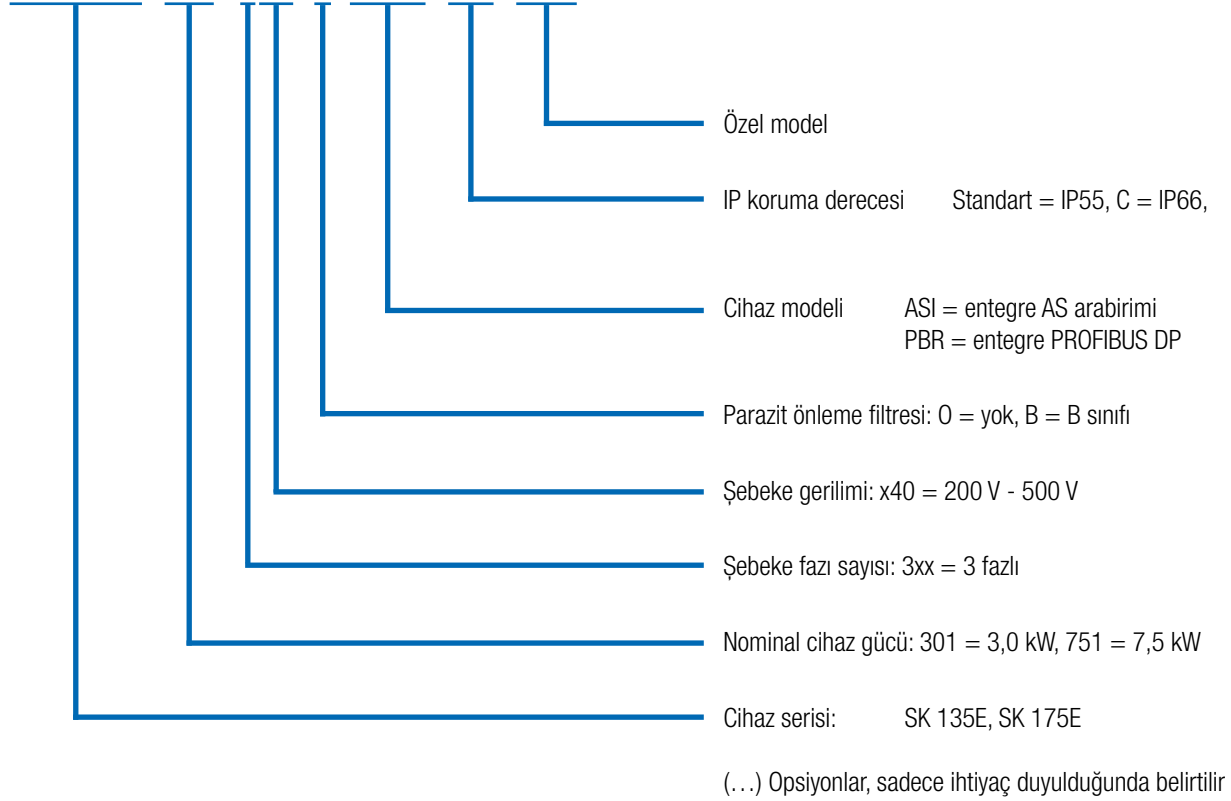 Özel model
IP koruma derecesi Standart = IP55, C = IP66,
Cihaz modeli ASI = entegre AS arabirimi
PBR = entegre PROFIBUS DP
Parazit önleme filtresi: O = yok, B = B sınıfı
Şebeke gerilimi: x40 = 200 V - 500 V
Şebeke fazı sayısı: 3xx = 3 fazlı
Nominal cihaz gücü: 301 = 3,0 kW, 751 = 7,5 kW
Cihaz serisi: SK 135E, SK 175E
(…) Opsiyonlar, sadece ihtiyaç duyulduğunda belirtilir